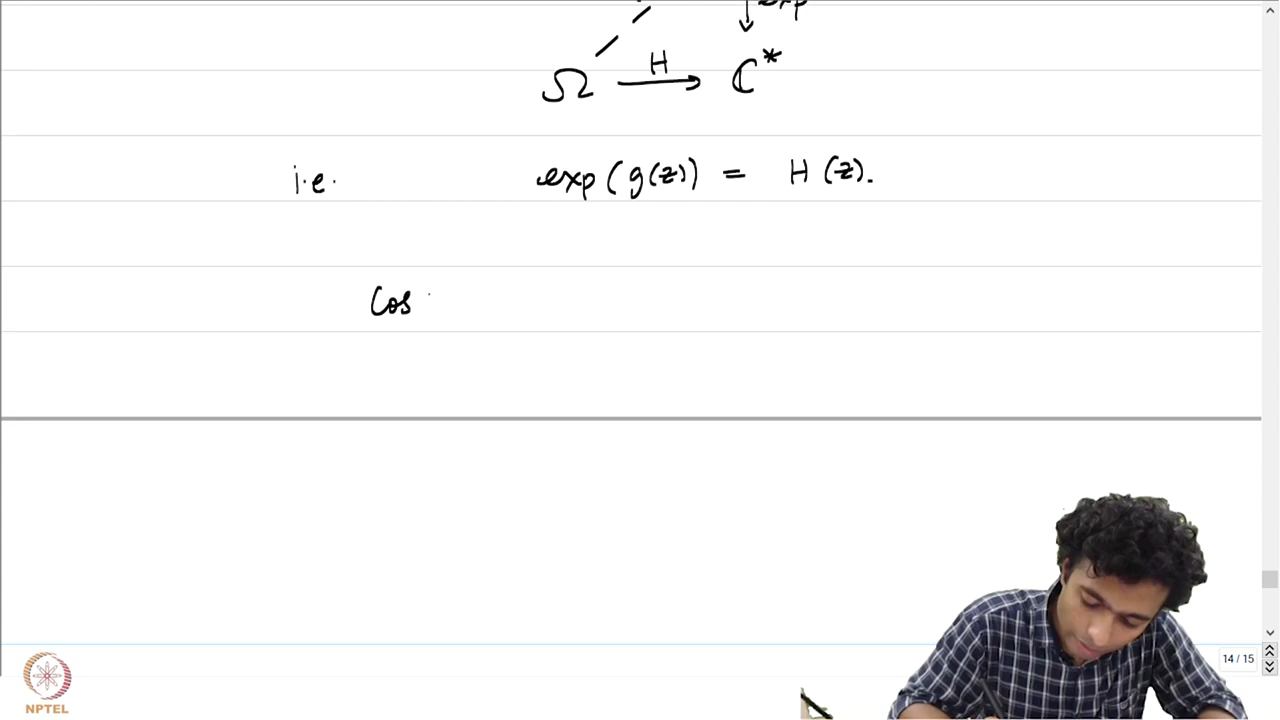 exp
Ω H ℂ*
i.e. exp(g(z)) = H(z).
Cos
14 / 15
NPTEL